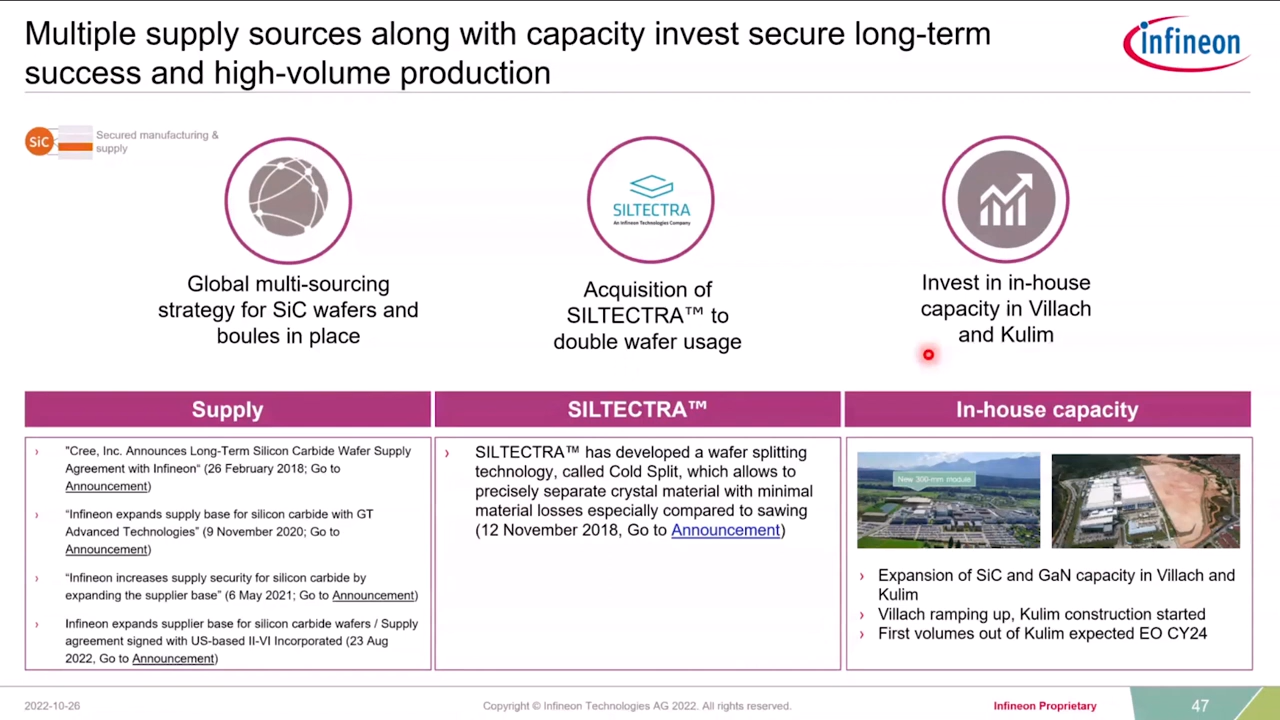 Multiple supply sources along with capacity invest secure long-term
success and high-volume production
infineon
SiC
Secured manufacturing &
supply
SILTECTRA
An Infineon Technologies Company
Global multi-sourcing
strategy for SiC wafers and
boules in place
Acquisition of
SILTECTRA™ to
double wafer usage
Invest in in-house
capacity in Villach
and Kulim
Supply
› "Cree, Inc. Announces Long-Term Silicon Carbide Wafer Supply
Agreement with Infineon“ (26 February 2018; Go to
Announcement)
› “Infineon expands supply base for silicon carbide with GT
Advanced Technologies” (9 November 2020; Go to
Announcement)
› “Infineon increases supply security for silicon carbide by
expanding the supplier base” (6 May 2021; Go to Announcement)
› Infineon expands supplier base for silicon carbide wafers / Supply
agreement signed with US-based II-VI Incorporated (23 Aug
2022, Go to Announcement)
SILTECTRA™
› SILTECTRA™ has developed a wafer splitting
technology, called Cold Split, which allows to
precisely separate crystal material with minimal
material losses especially compared to sawing
(12 November 2018, Go to Announcement)
In-house capacity
New 300-mm module
› Expansion of SiC and GaN capacity in Villach and
Kulim
› Villach ramping up, Kulim construction started
› First volumes out of Kulim expected EO CY24
2022-10-26
Copyright © Infineon Technologies AG 2022. All rights reserved.
Infineon Proprietary
47